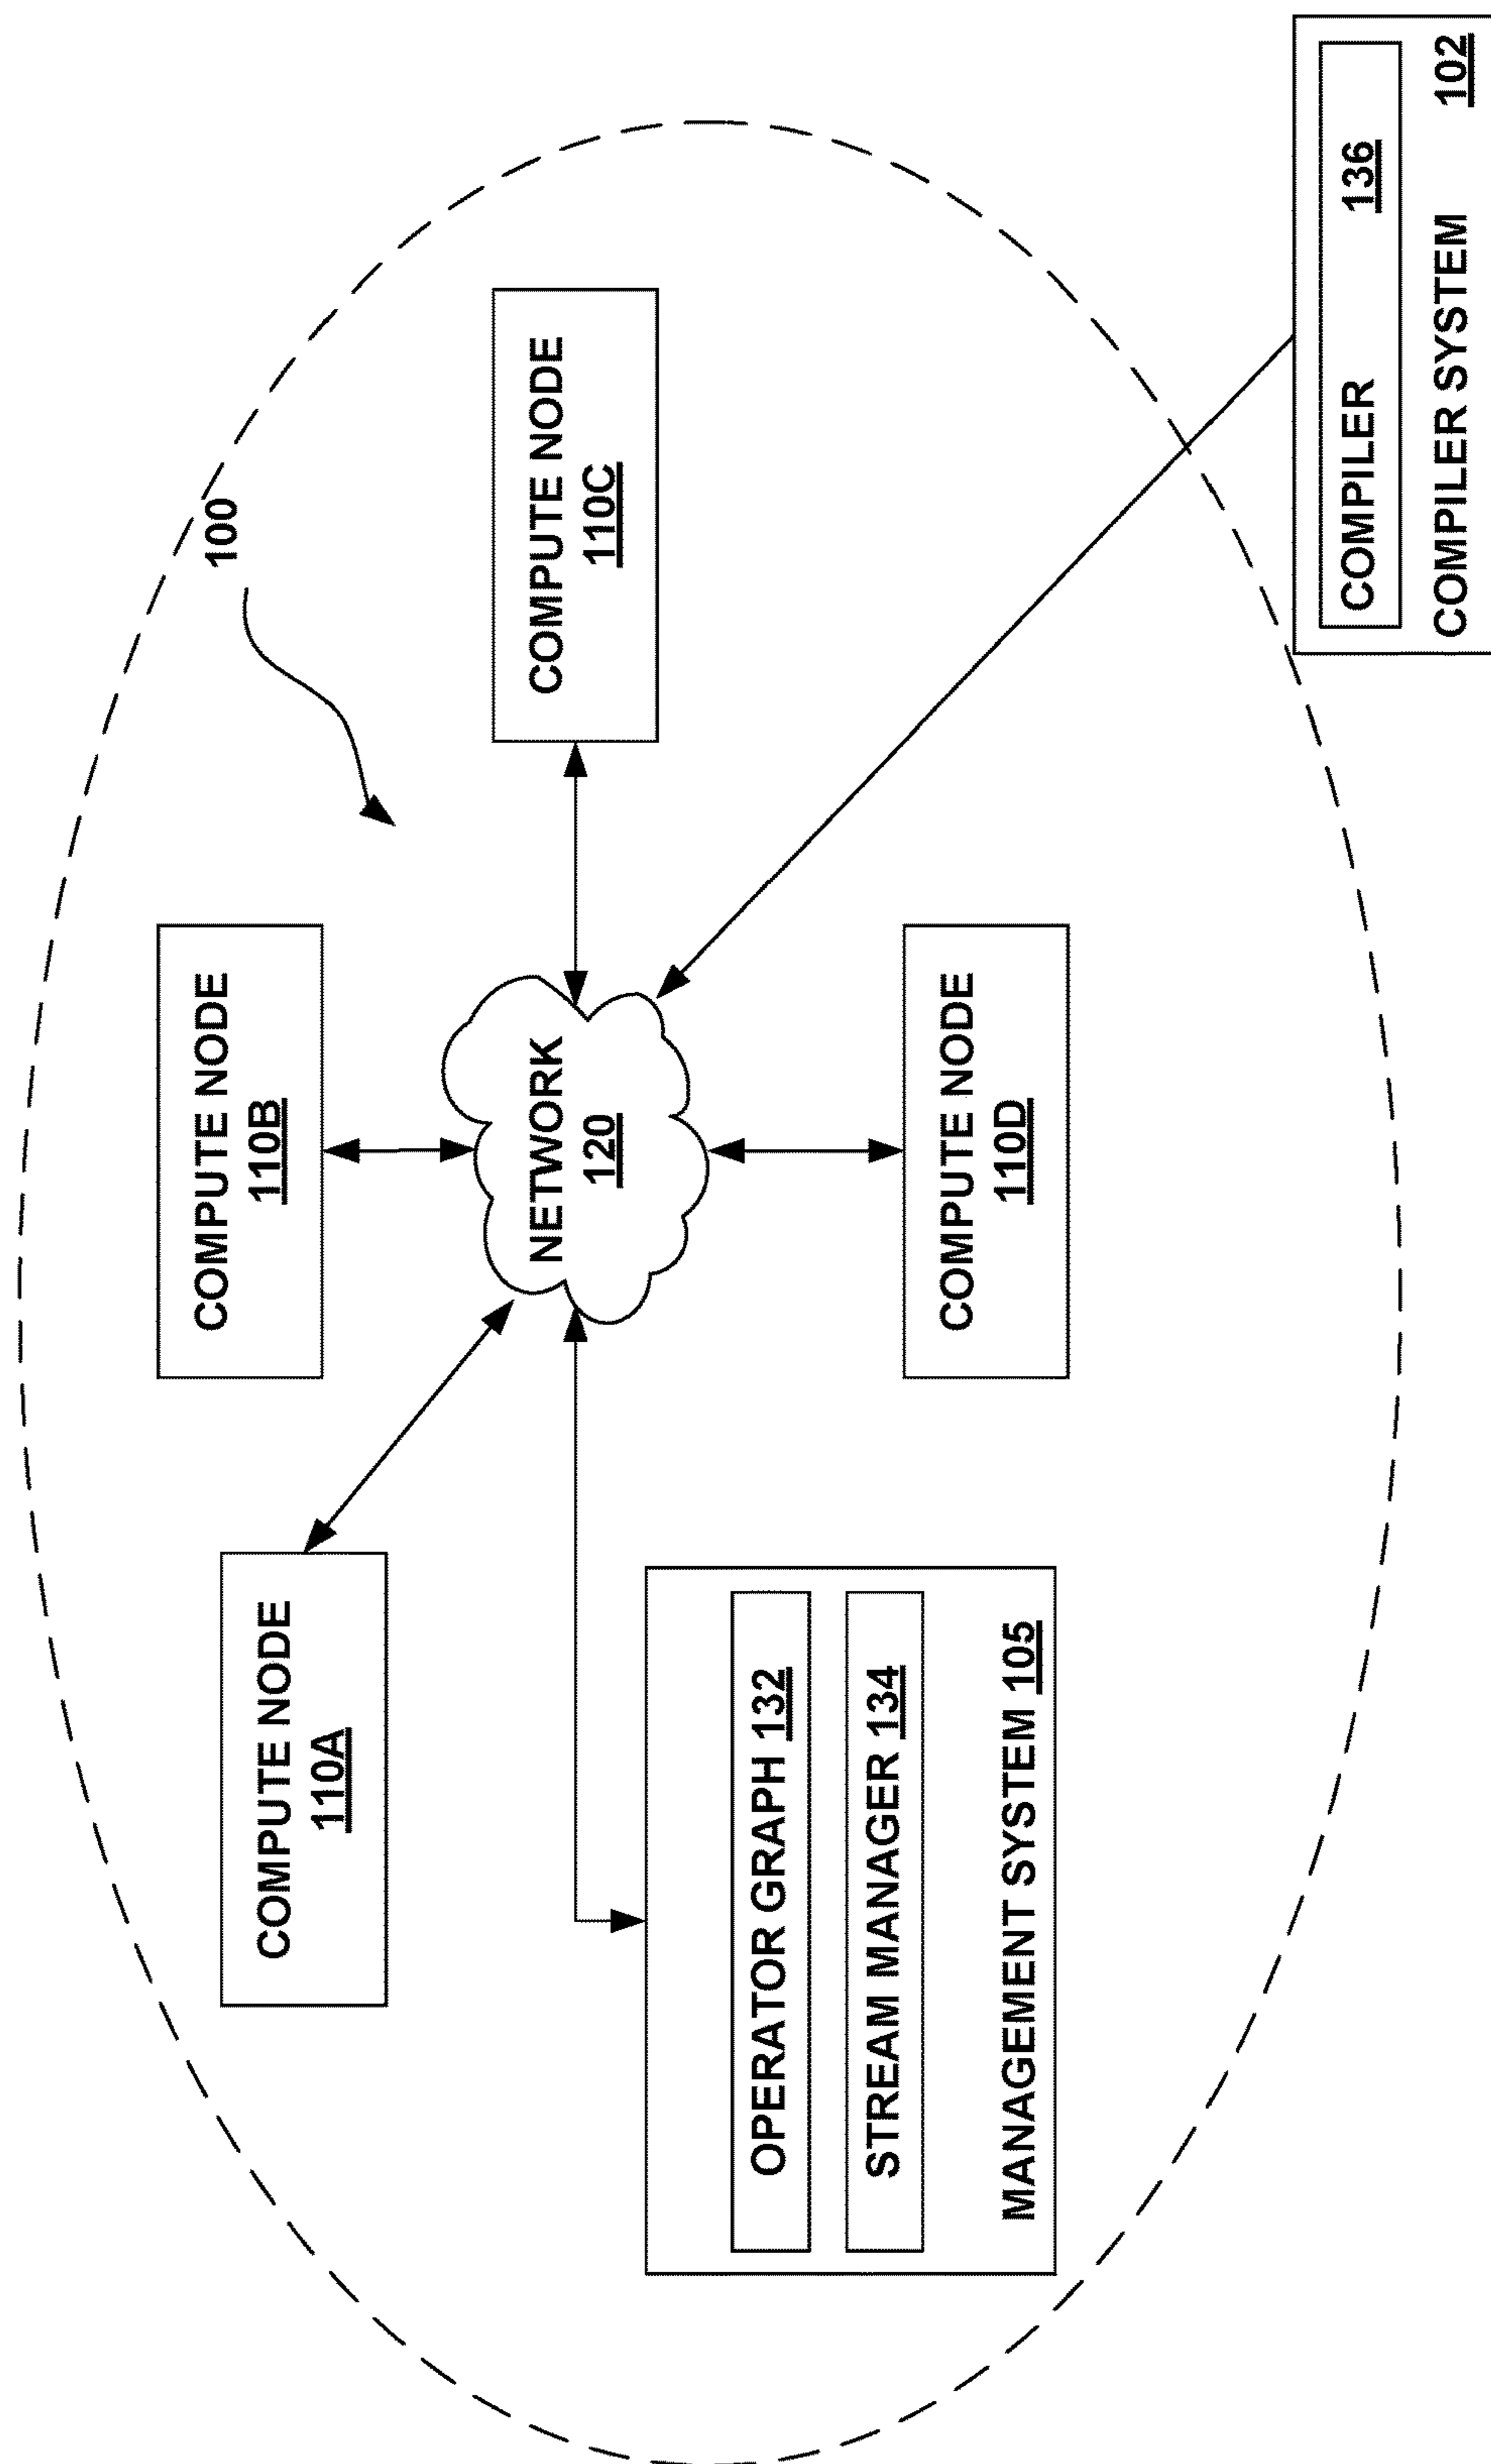 100
COMPUTE NODE
110A
COMPUTE NODE
110B
COMPUTE NODE
110C
NETWORK
120
OPERATOR GRAPH 132
STREAM MANAGER 134
MANAGEMENT SYSTEM 105
COMPUTE NODE
110D
COMPILER 136
COMPILER SYSTEM 102